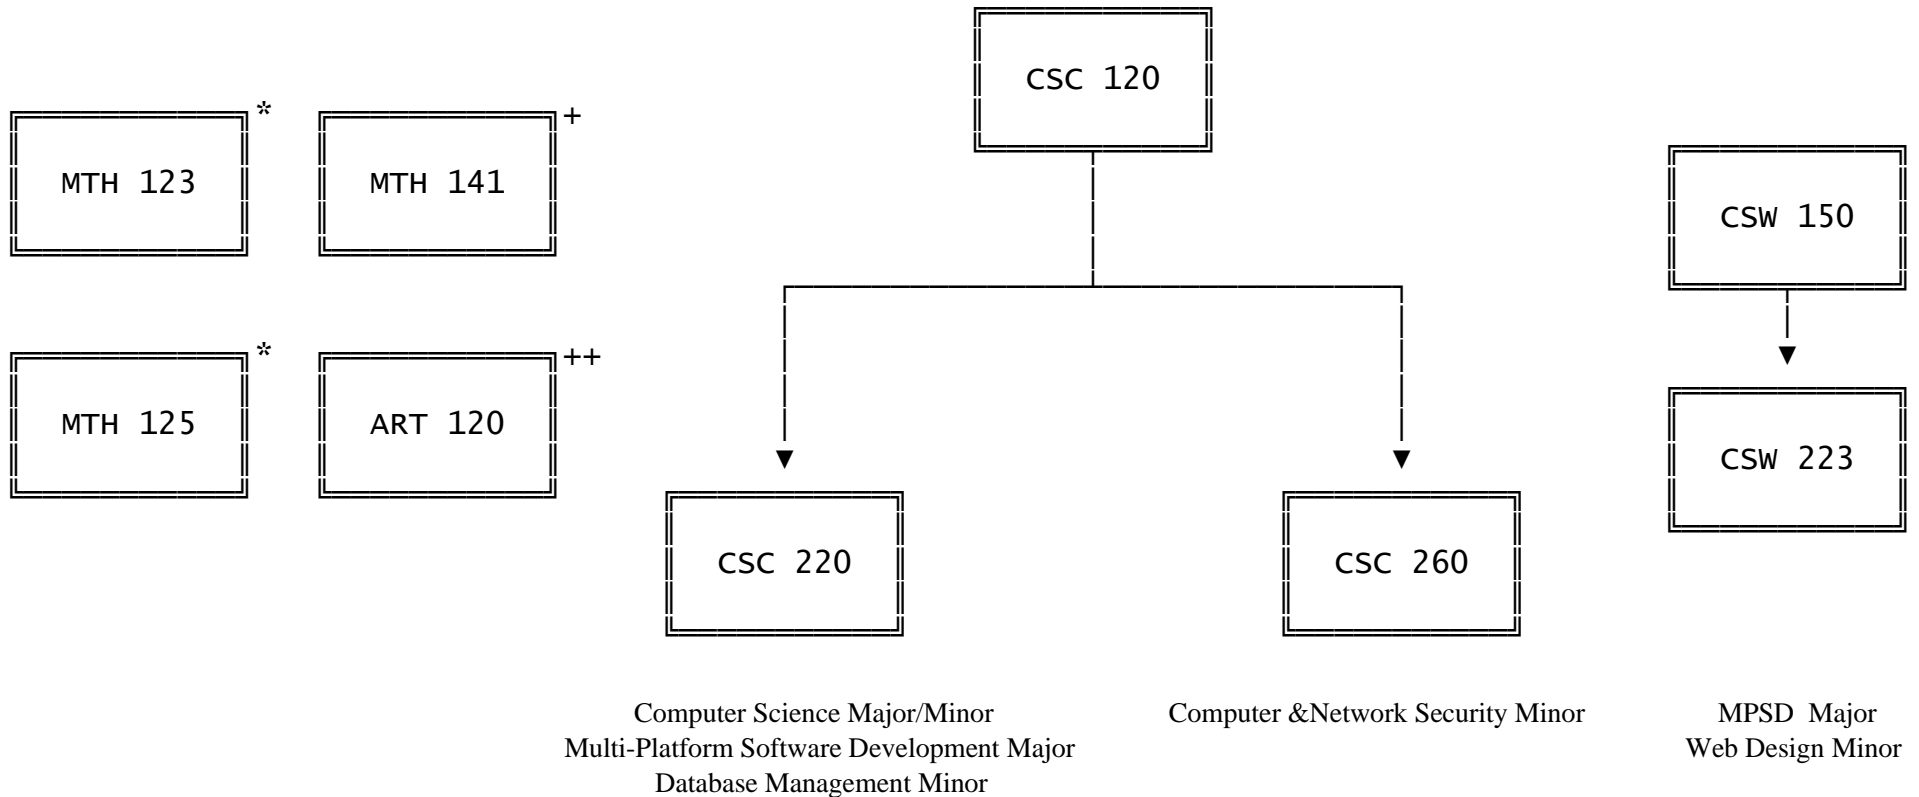 CSC 120
*
+
MTH 123
MTH 141
CSW 150
*
++
MTH 125
ART 120
CSW 223
CSC 220
CSC 260
Computer Science Major/Minor
Multi-Platform Software Development Major
Database Management Minor
Computer &Network Security Minor
MPSD Major
Web Design Minor